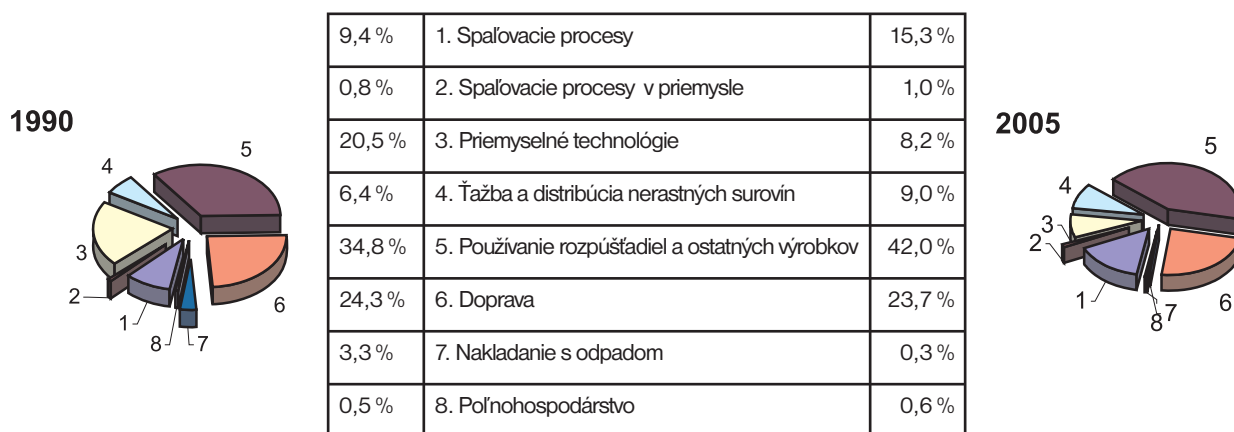 1990
4
5
3
2
1
8
7
6
9,4 % 1. Spaľovacie procesy 15,3 %
0,8 % 2. Spaľovacie procesy v priemysle 1,0 %
20,5 % 3. Priemyselné technológie 8,2 %
6,4 % 4. Ťažba a distribúcia nerastných surovín 9,0 %
34,8 % 5. Používanie rozpúšťadiel a ostatných výrobkov 42,0 %
24,3 % 6. Doprava 23,7 %
3,3 % 7. Nakladanie s odpadom 0,3 %
0,5 % 8. Poľnohospodárstvo 0,6 %
2005
5
4
3
2
1
8
7
6